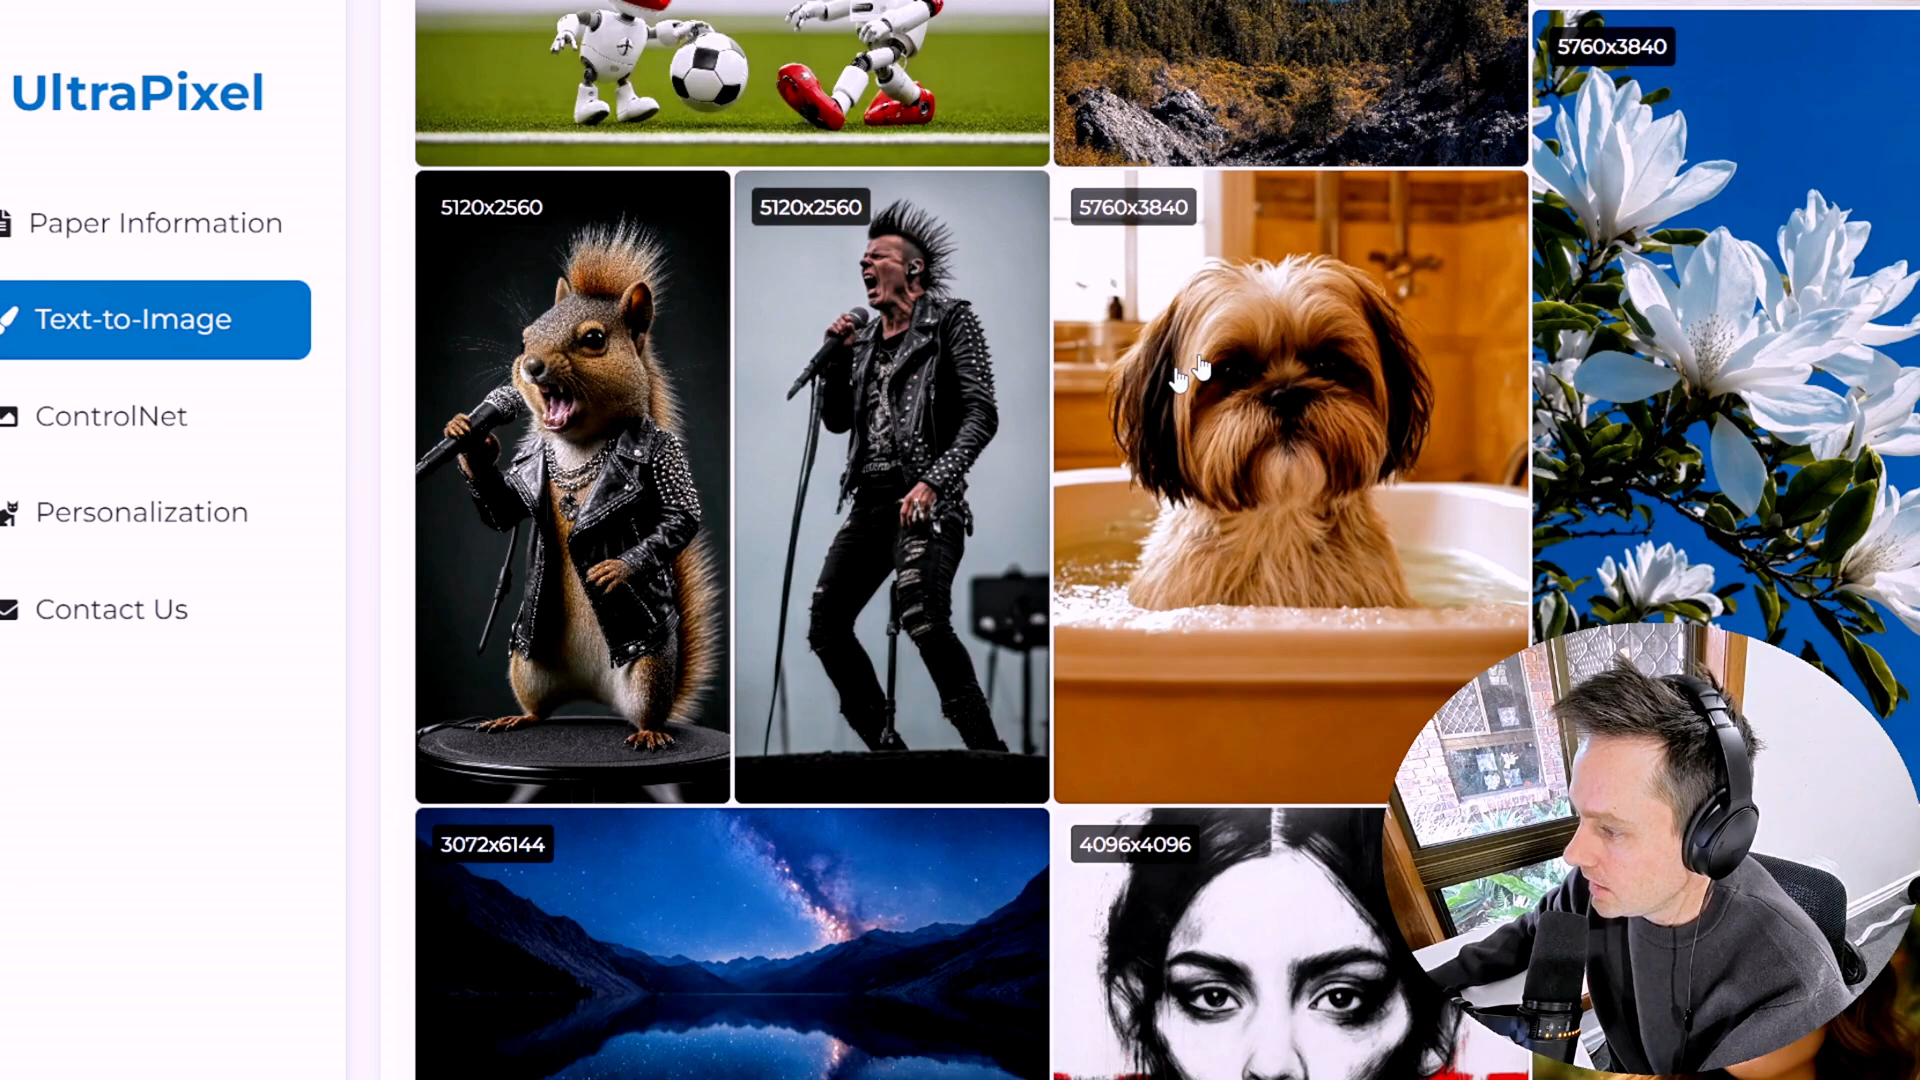 UltraPixel
Paper Information
Text-to-Image
ControlNet
Personalization
Contact Us
5760x3840
5120x2560
5120x2560
5760x3840
3072x6144
4096x4096